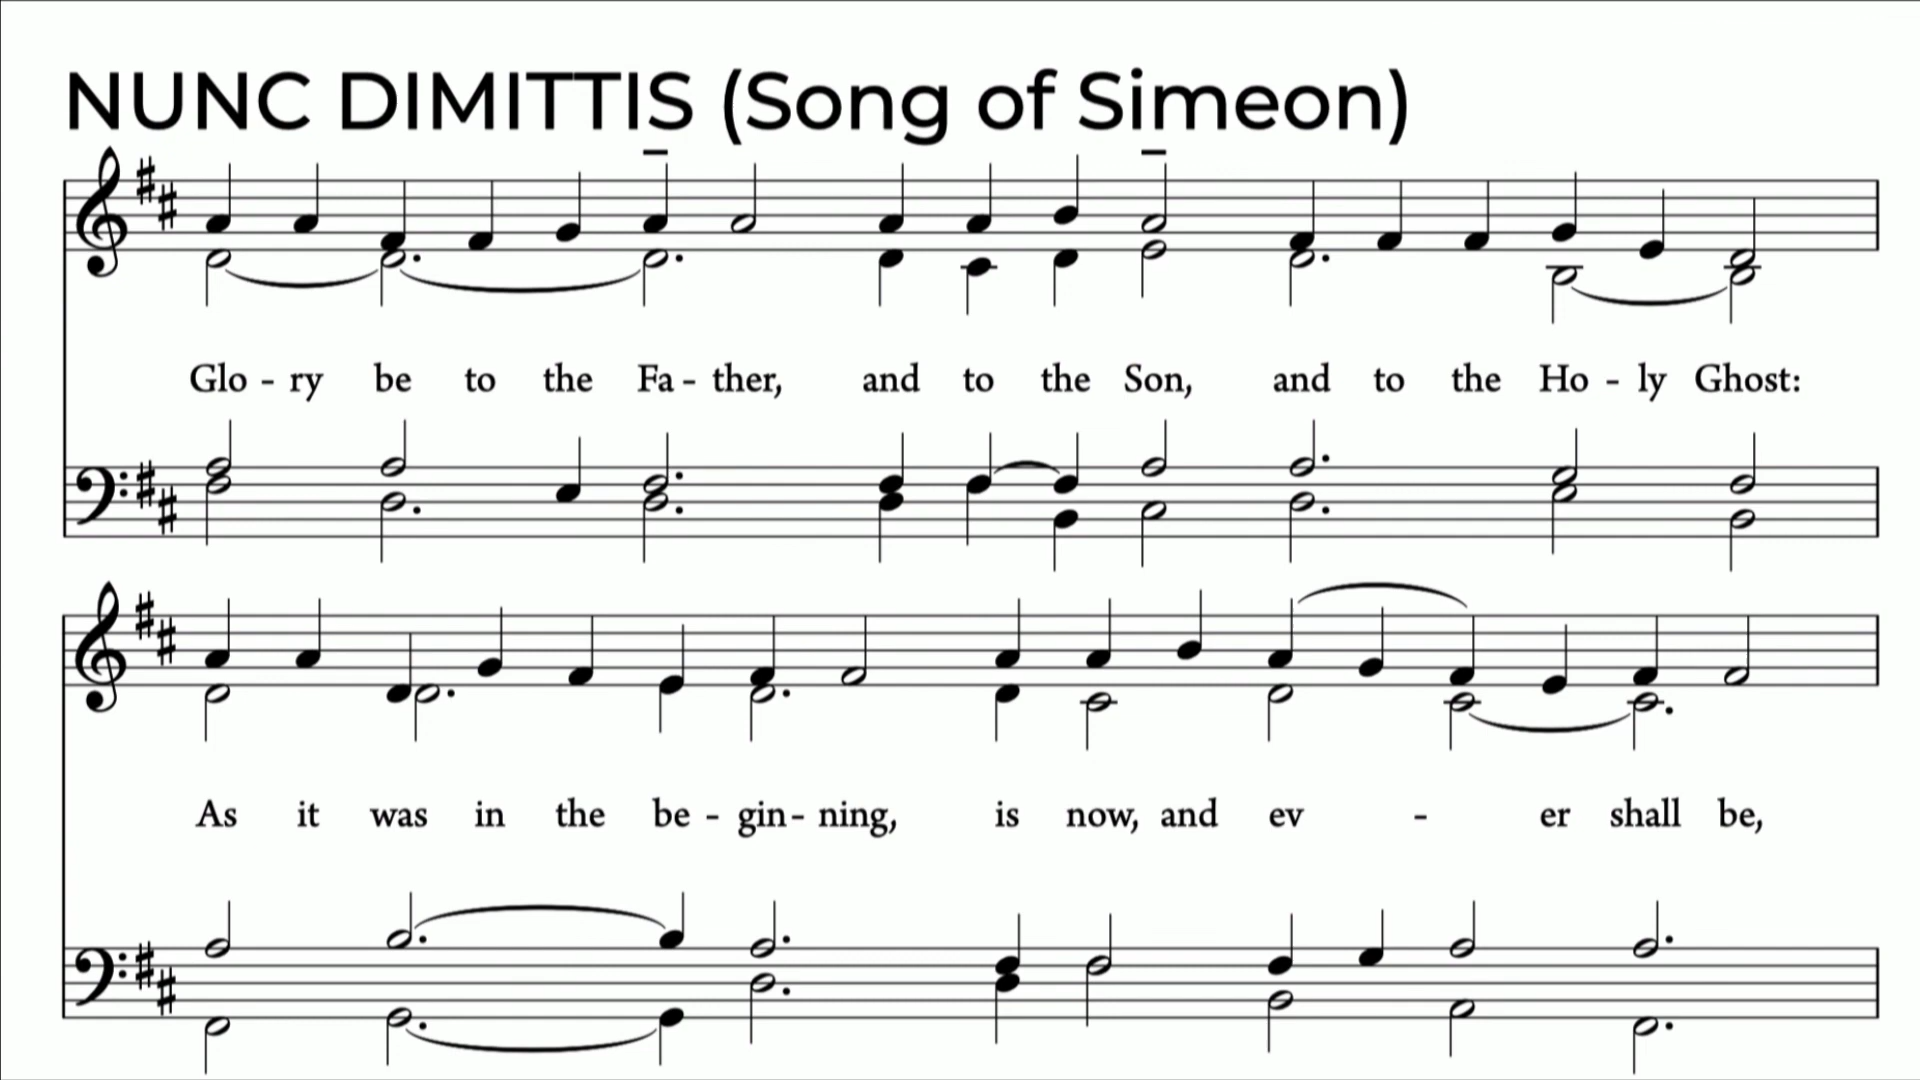 NUNC DIMITTIS (Song of Simeon)
Glo - ry be to the Fa - ther, and to the Son, and to the Ho - ly Ghost:
As it was in the be - gin - ning, is now, and ev - er shall be,